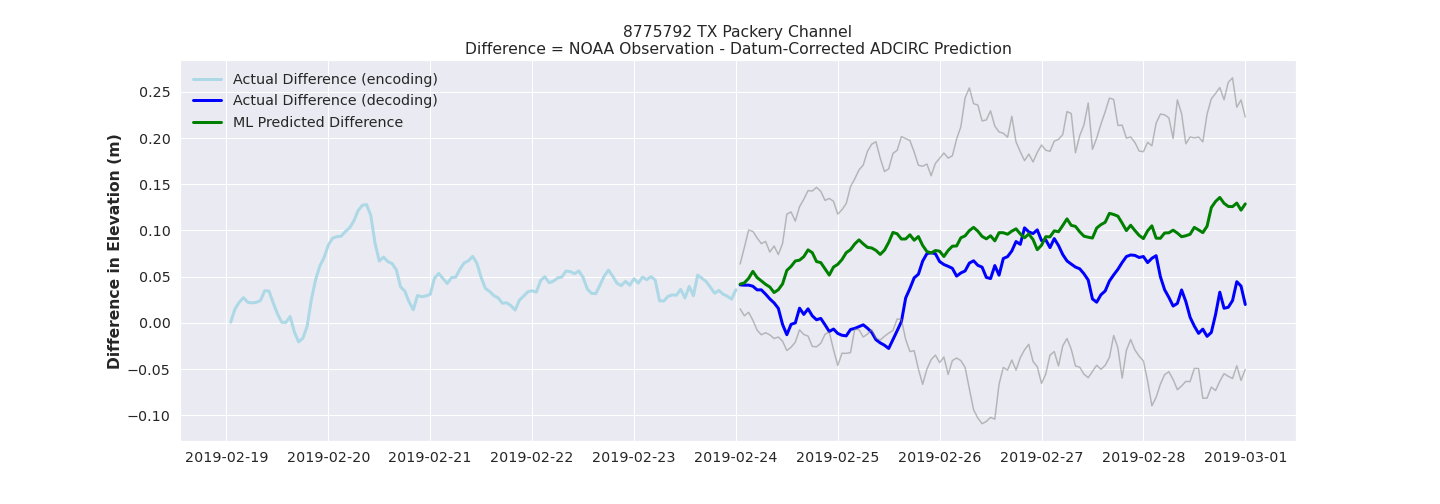 8775792 TX Packery Channel
Difference = NOAA Observation - Datum-Corrected ADCIRC Prediction
Actual Difference (encoding)
Actual Difference (decoding)
ML Predicted Difference
Difference in Elevation (m)
0.25
0.20
0.15
0.10
0.05
0.00
−0.05
−0.10
2019-02-19 2019-02-20 2019-02-21 2019-02-22 2019-02-23 2019-02-24 2019-02-25 2019-02-26 2019-02-27 2019-02-28 2019-03-01